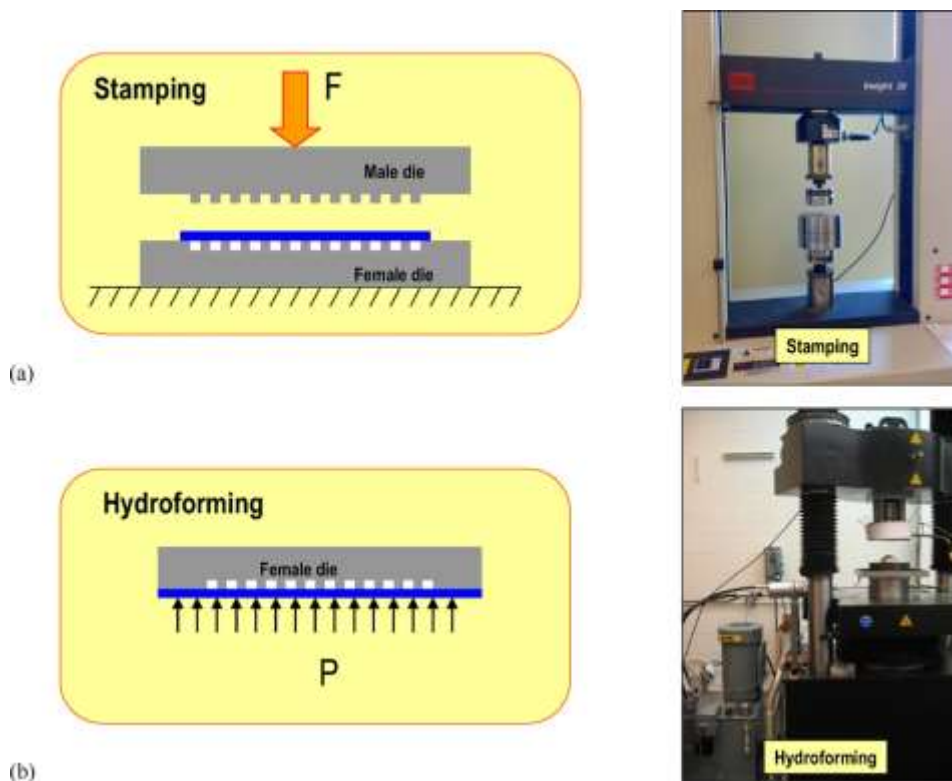 Stamping
F
Male die
Female die
Stamping
(a)
Hydroforming
Female die
P
Hydroforming
(b)